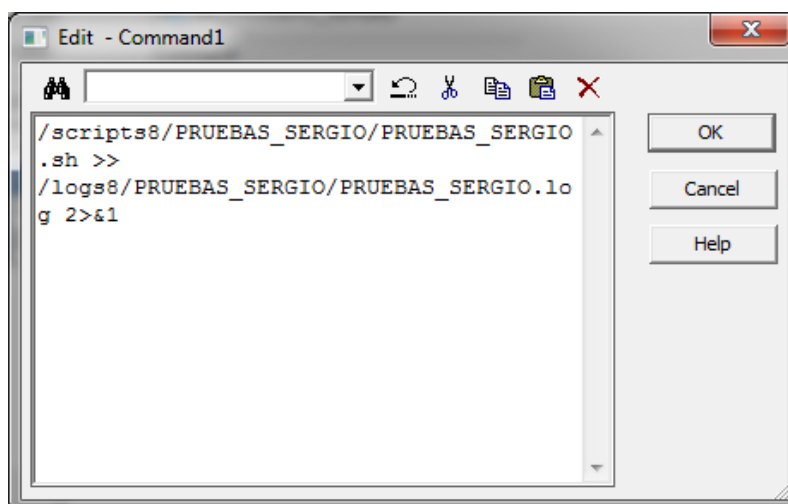 Edit - Command1
/scripts8/PRUEBAS_SERGIO/PRUEBAS_SERGIO
.sh >>
/logs8/PRUEBAS_SERGIO/PRUEBAS_SERGIO.lo
g 2>&1
OK
Cancel
Help